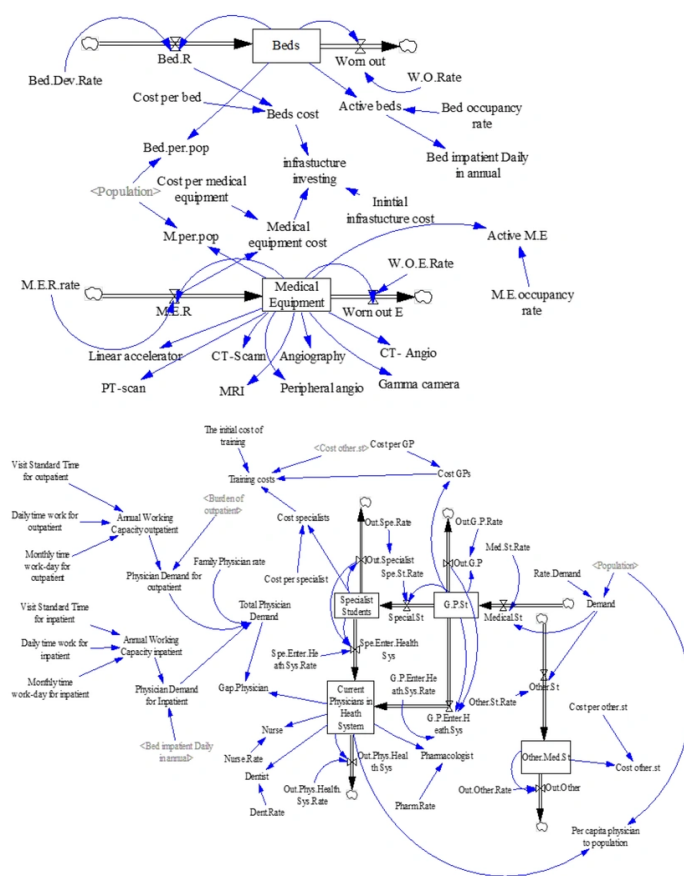 Beds
Bed.R
Worn out
Bed.Dev.Rate
W.O.Rate
Cost per bed
Active beds
Bed occupancy
rate
Beds cost
Bed.per.pop
Bed impatient Daily
in annual
infrastucture
investing
<Population>
Cost per medical
equipment
Inintial
infrastucture cost
Medical
equipment cost
M.per.pop
Active M.E
W.O.E.Rate
M.E.R.rate
Medical
Equipment
M.E.R
Worn out E
M.E.occupancy
rate
Linear accelerator
CT-Scann
Angiography
CT- Angio
PT-scan
MRI
Peripheral angio
Gamma camera
The initial cost of
training
<Cost other.st>
Cost per GP
Visit Standard Time
for outpatient
Training costs
Cost GPs
<Burden of
outpatient>
Daily time work for
outpatient
Annual Working
Capacity outpatient
Cost specialists
Out.Spe.Rate
Out.G.P.Rate
Monthly time
work-day for
outpatient
Family Physician rate
Out.Specialist
Out.G.P
Med.St.Rate
Spe.St.Rate
Rate.Demand
<Population>
Physician Demand for
outpatient
Cost per specialist
Visit Standard Time
for inpatient
Total Physician
Demand
Specialist
Students
Special.St
G.P.St
Medical.St
Demand
Daily time work for
inpatient
Annual Working
Capacity inpatient
Spe.Enter.He
ath Sys.Rate
Spe.Enter.Health
Sys
Monthly time
work-day for inpatient
Physician Demand
for Inpatient
Gap.Physician
Current
Physicians in
Heath
System
G.P.Enter.He
ath.Sys.Rate
G.P.Enter.H
eath.Sys
Other.St.Rate
Other.St
Cost per other.st
<Bed impatient Daily
in annual>
Nurse
Nurse.Rate
Dentist
Dent.Rate
Out.Phys.Heal
th Sys
Out.Phys.Health.
Sys.Rate
Pharmacologist
Pharm.Rate
Other.Med.St
Cost other.st
Out.Other.Rate
Out.Other
Per capita physician
to population